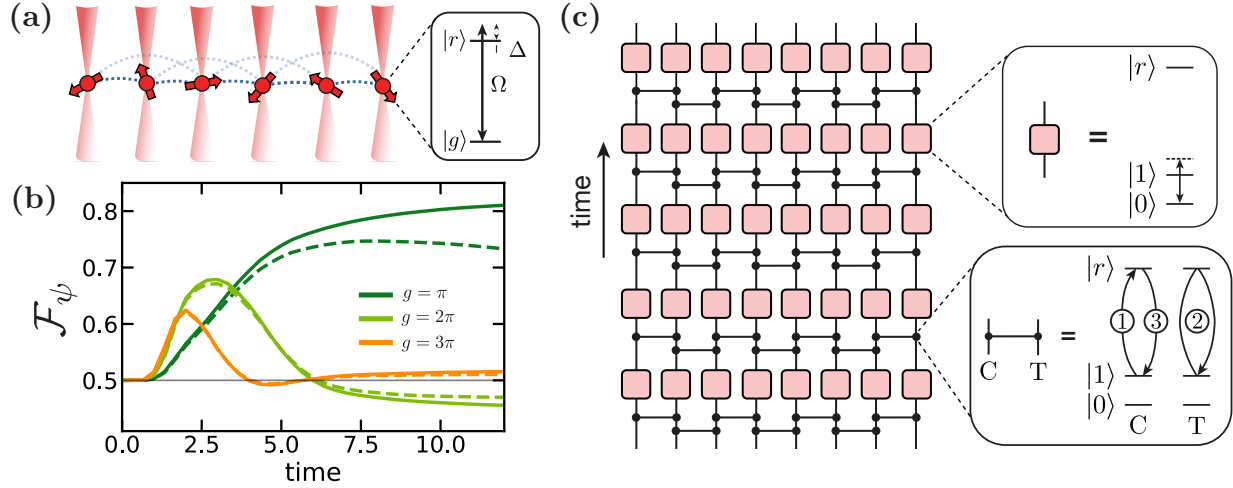 (a)
|r⟩
Δ
Ω
|g⟩
(b)
0.8
0.7
0.6
0.5
𝓕_ψ
g = π
g = 2π
g = 3π
0.0 2.5 5.0 7.5 10.0
time
(c)
time
|r⟩
=
|1⟩
|0⟩
|r⟩
1 3 2
=
C T
|1⟩
|0⟩
C T